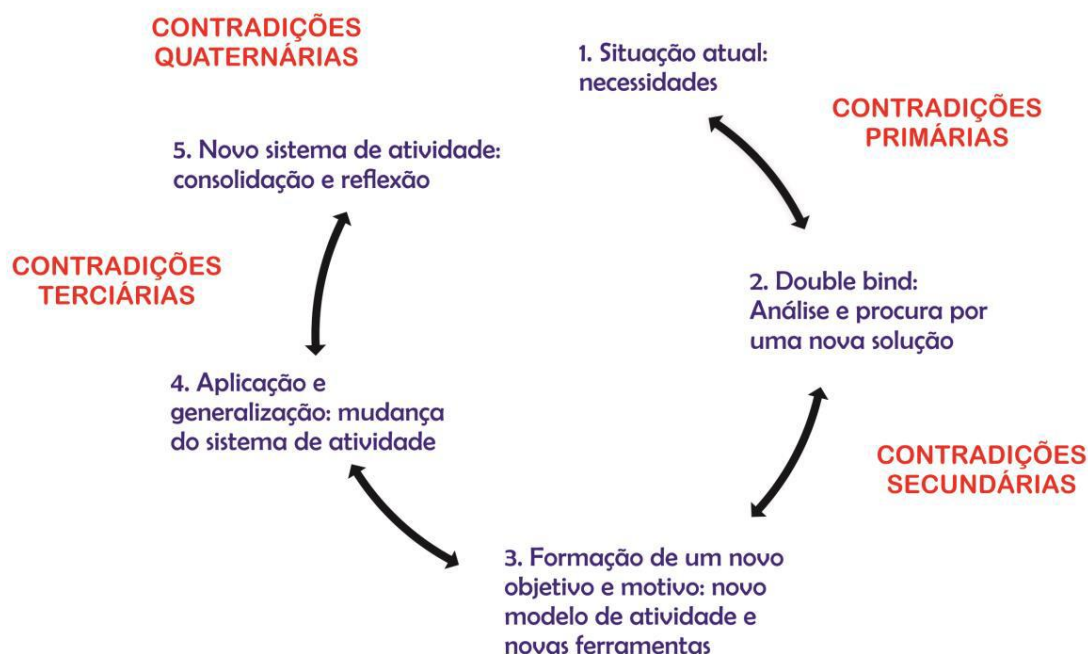 CONTRADIÇÕES
QUATERNÁRIAS
1. Situação atual:
necessidades
CONTRADIÇÕES
PRIMÁRIAS
5. Novo sistema de atividade:
consolidação e reflexão
CONTRADIÇÕES
TERCIÁRIAS
2. Double bind:
Análise e procura por
uma nova solução
4. Aplicação e
generalização: mudança
do sistema de atividade
CONTRADIÇÕES
SECUNDÁRIAS
3. Formação de um novo
objetivo e motivo: novo
modelo de atividade e
novas ferramentas